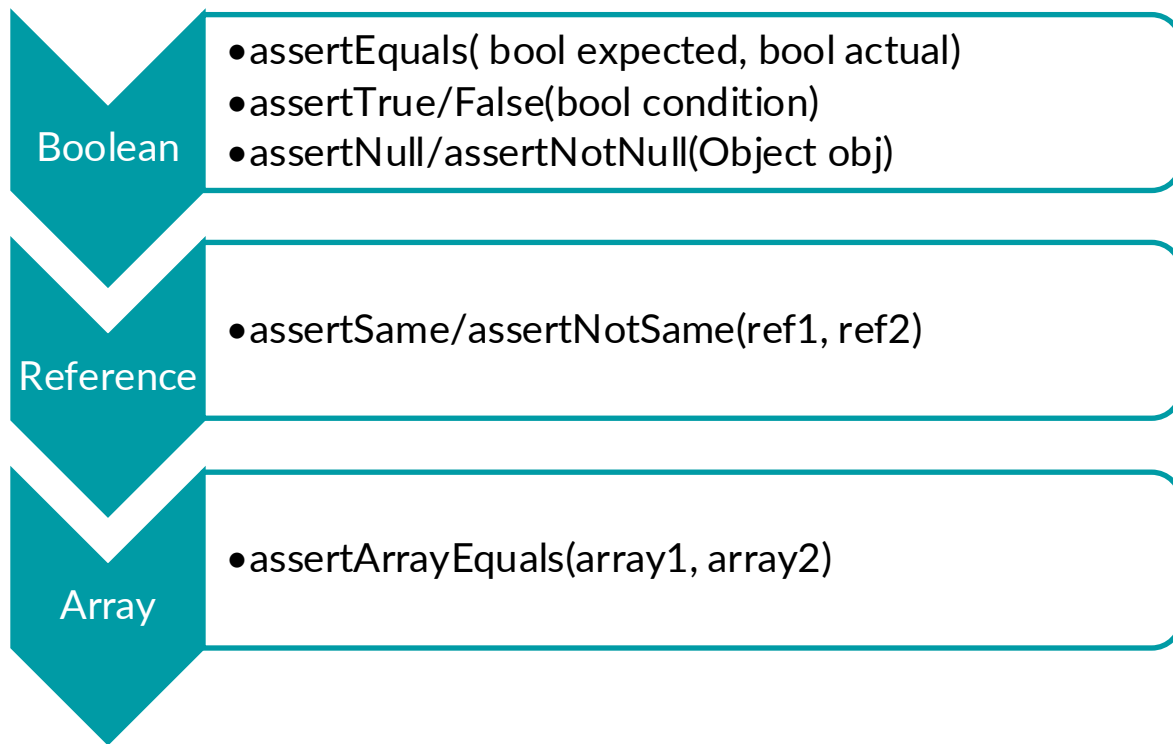 Boolean
•assertEquals( bool expected, bool actual)
•assertTrue/False(bool condition)
•assertNull/assertNotNull(Object obj)
Reference
•assertSame/assertNotSame(ref1, ref2)
Array
•assertArrayEquals(array1, array2)